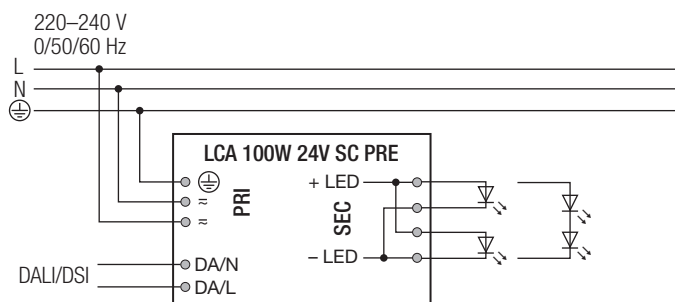 220–240 V
0/50/60 Hz
L
N
LCA 100W 24V SC PRE
+ LED
≈
PRI
SEC
≈
– LED
DALI/DSI
DA/N
DA/L